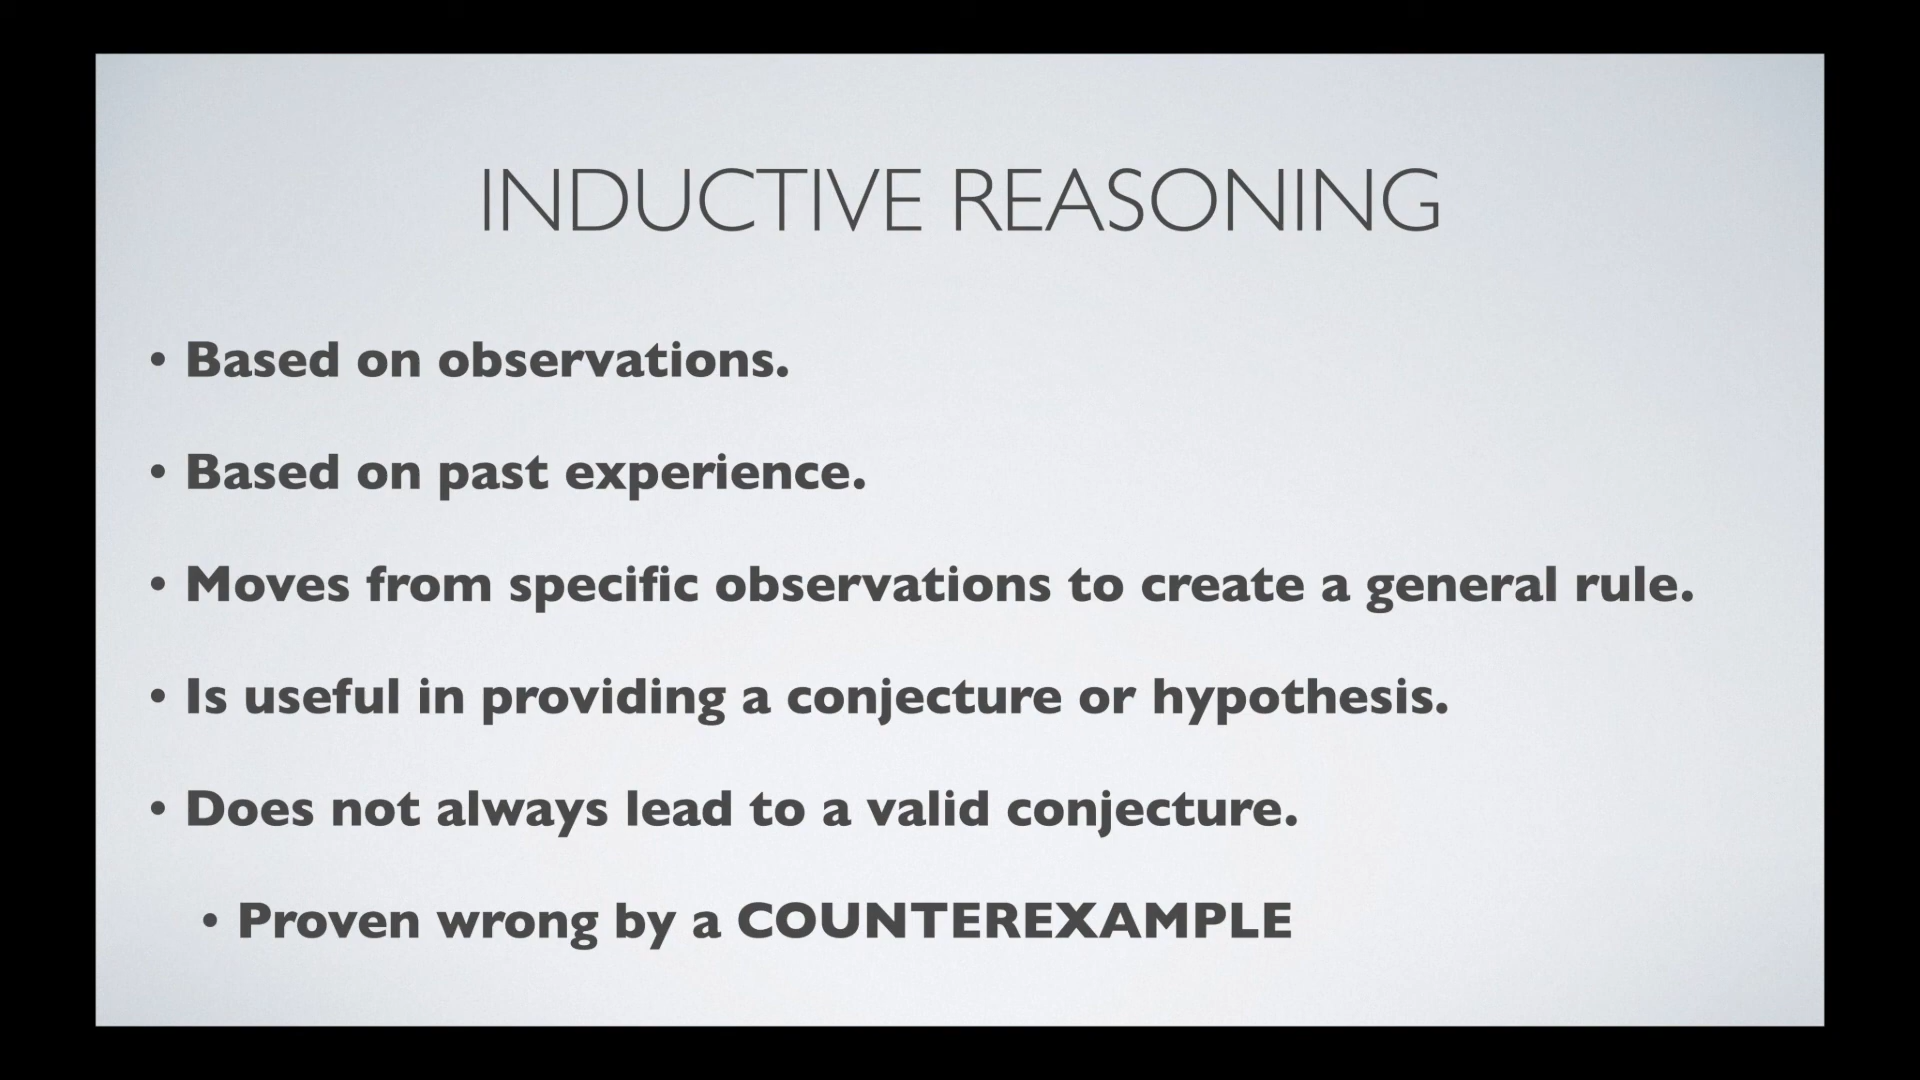 INDUCTIVE REASONING
• Based on observations.
• Based on past experience.
• Moves from specific observations to create a general rule.
• Is useful in providing a conjecture or hypothesis.
• Does not always lead to a valid conjecture.
• Proven wrong by a COUNTEREXAMPLE